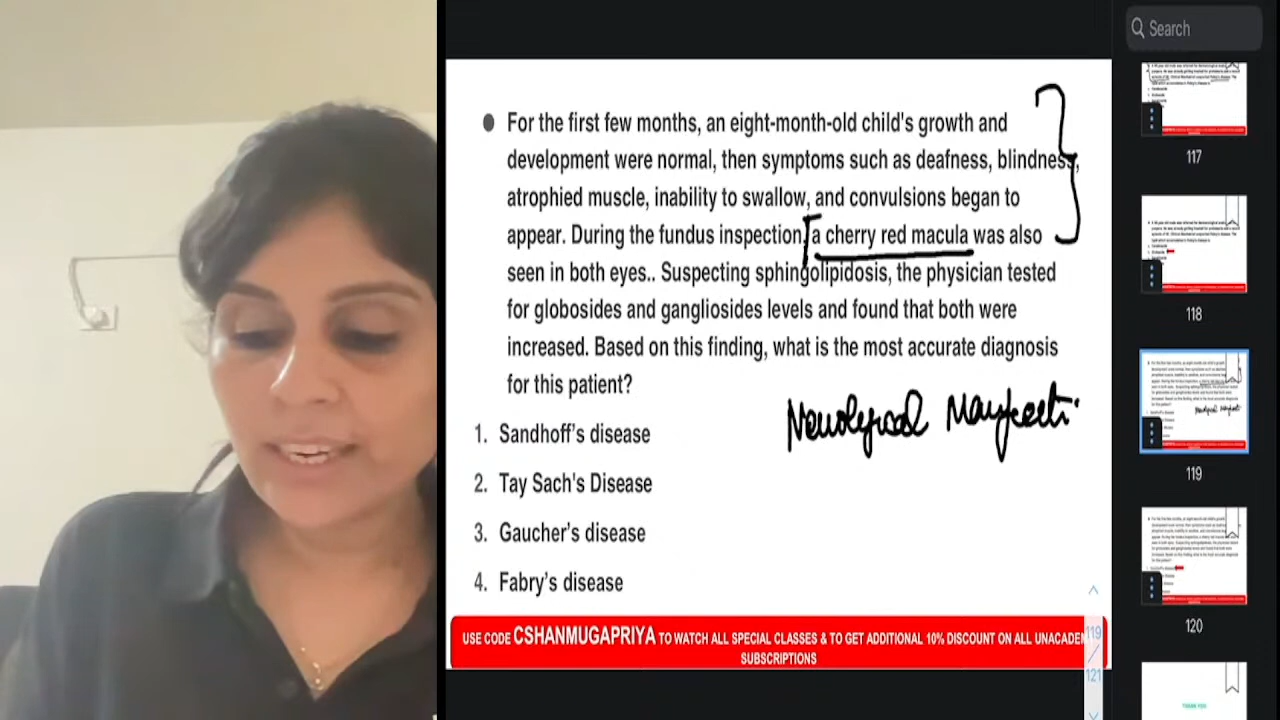 Search
For the first few months, an eight-month-old child's growth and
development were normal, then symptoms such as deafness, blindness,
atrophied muscle, inability to swallow, and convulsions began to
appear. During the fundus inspection, a cherry red macula was also
seen in both eyes.. Suspecting sphingolipidosis, the physician tested
for globosides and gangliosides levels and found that both were
increased. Based on this finding, what is the most accurate diagnosis
for this patient?
1. Sandhoff's disease
2. Tay Sach's Disease
3. Gaucher's disease
4. Fabry's disease
USE CODE CSHANMUGAPRIYA TO WATCH ALL SPECIAL CLASSES & TO GET ADDITIONAL 10% DISCOUNT ON ALL UNACADEM
SUBSCRIPTIONS
119
/
121
117
118
119
120
THANK YOU